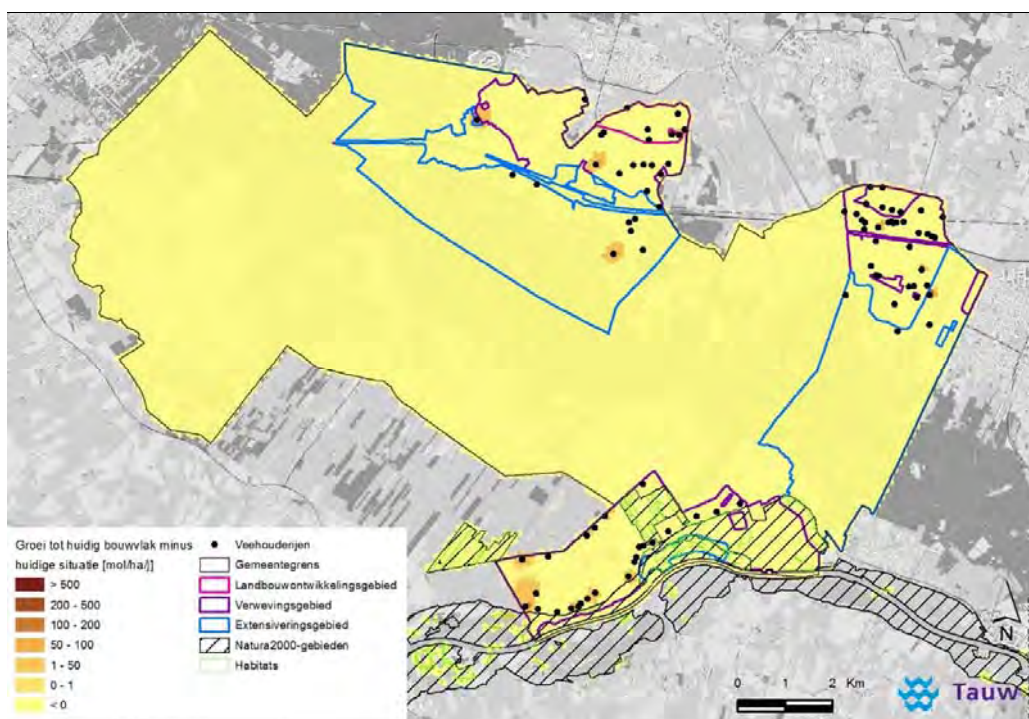 Groei tot huidig bouwvlak minus
huidige situatie [mol/ha/j]
> 500
200 - 500
100 - 200
50 - 100
1 - 50
0 - 1
< 0
Veehouderijen
Gemeentegrens
Landbouwontwikkelingsgebied
Verwevingsgebied
Extensiveringsgebied
Natura2000-gebieden
Habitats
0 1 2 Km
N
Tauw